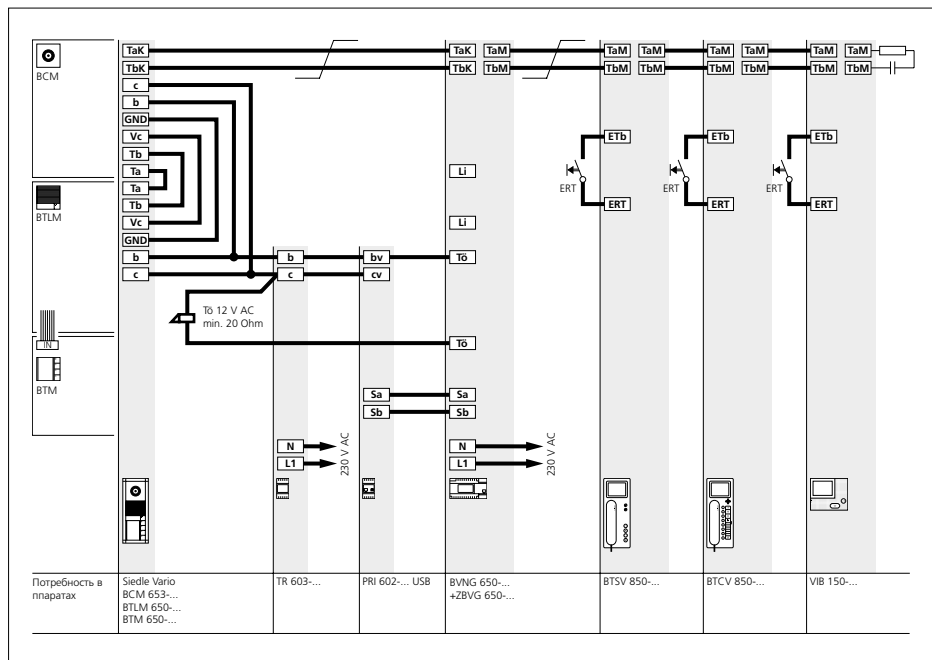 BCM
TaK TaK TaM TaM TaM TaM TaM TaM TaM
TbK TbK TbM TbM TbM TbM TbM TbM TbM
c
b
GND
Vc ETb ETb ETb
Tb
Ta Li
Ta ERT ERT ERT
BTLM
Tb ERT ERT ERT
Vc Li
GND
b b bv Tö
c c cv
Tö 12 V AC
min. 20 Ohm
IN
Tö
BTM
Sa Sa
Sb Sb
N N
L1 L1
230 V AC 230 V AC
Потребность в
ппаратах
Siedle Vario
BCM 653-...
BTLM 650-...
BTM 650-...
TR 603-...
PRI 602-... USB
BVNG 650-...
+ZBVG 650-...
BTSV 850-...
BTCV 850-...
VIB 150-...